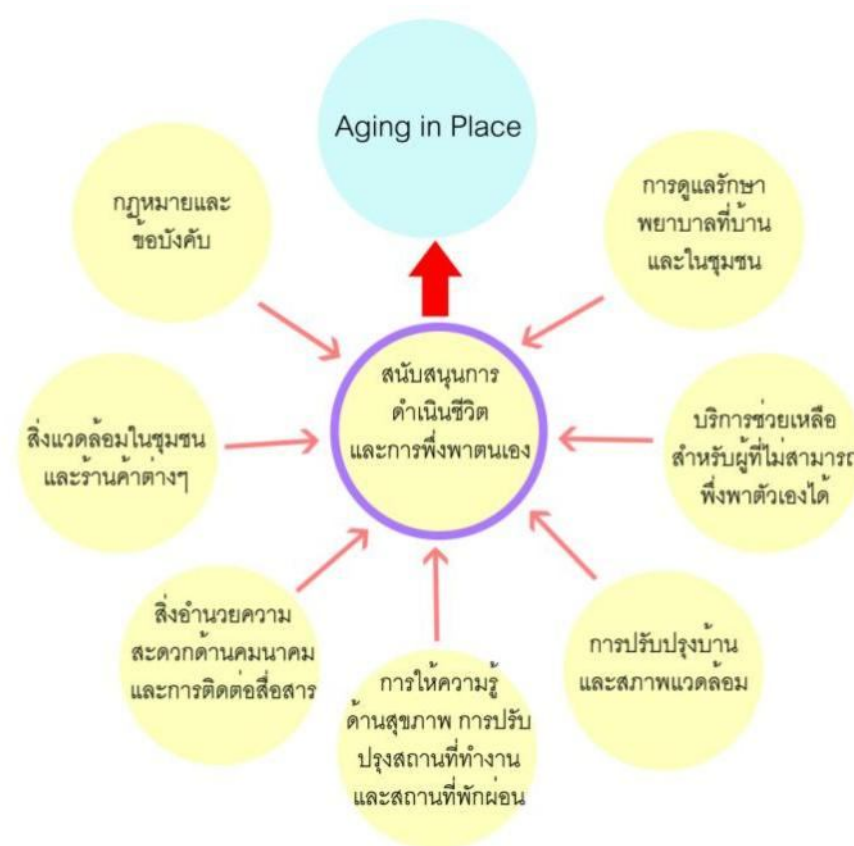 Aging in Place
กฎหมายและ
ข้อบังคับ
การดูแลรักษา
พยาบาลที่บ้าน
และในชุมชน
สนับสนุนการ
ดำเนินชีวิต
และการพึ่งพาตนเอง
สิ่งแวดล้อมในชุมชน
และร้านค้าต่างๆ
บริการช่วยเหลือ
สำหรับผู้ที่ไม่สามารถ
พึ่งพาตัวเองได้
สิ่งอำนวยความ
สะดวกด้านคมนาคม
และการติดต่อสื่อสาร
การให้ความรู้
ด้านสุขภาพ การปรับ
ปรุงสถานที่ทำงาน
และสถานที่พักผ่อน
การปรับปรุงบ้าน
และสภาพแวดล้อม